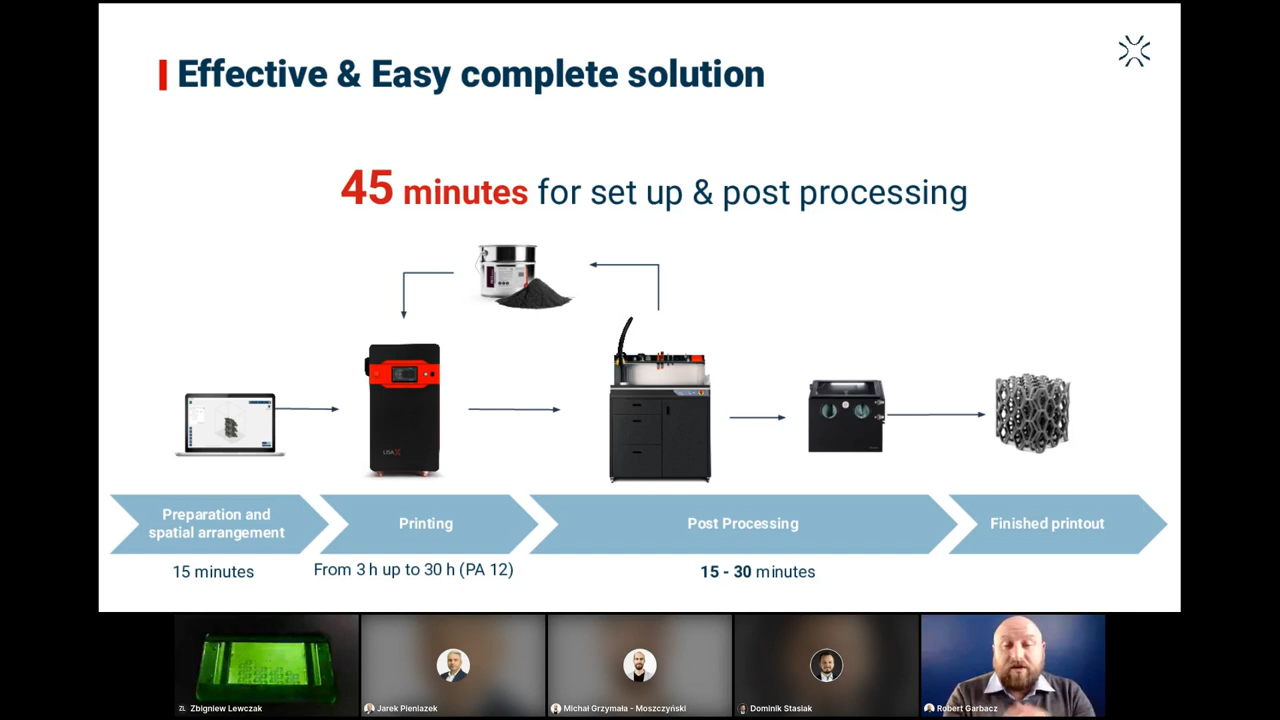 Effective & Easy complete solution
45 minutes for set up & post processing
LISA X
Preparation and
spatial arrangement
Printing
Post Processing
Finished printout
15 minutes
From 3 h up to 30 h (PA 12)
15 - 30 minutes
ZL Zbigniew Lewczak
Jarek Pieniazek
Michał Grzymała - Moszczyński
Dominik Stasiak
Robert Garbacz